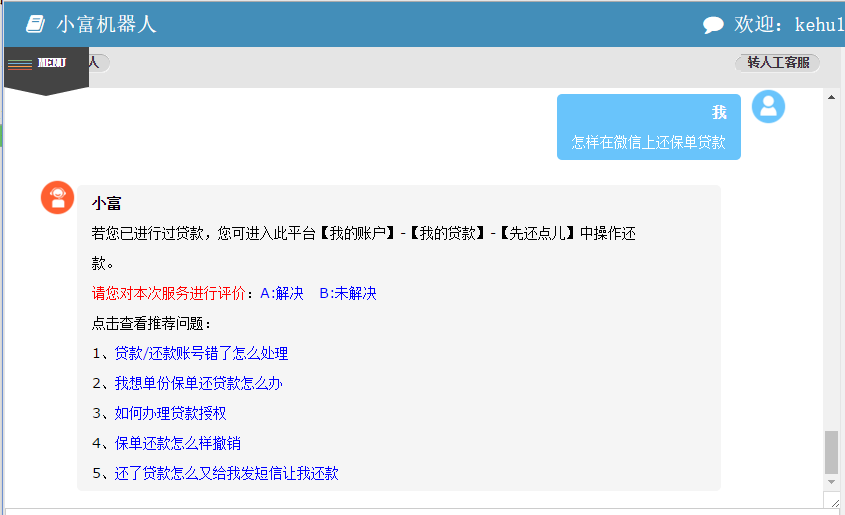 小富机器人
欢迎：kehu1
MENU
人
转人工客服
我
怎样在微信上还保单贷款
小富
若您已进行过贷款，您可进入此平台【我的账户】-【我的贷款】-【先还点儿】中操作还
款。
请您对本次服务进行评价：A:解决 B:未解决
点击查看推荐问题：
1、贷款/还款账号错了怎么处理
2、我想单份保单还贷款怎么办
3、如何办理贷款授权
4、保单还款怎么样撤销
5、还了贷款怎么又给我发短信让我还款